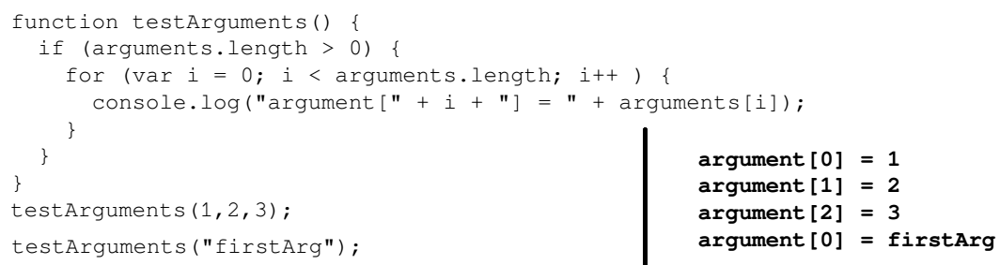 function testArguments() {
  if (arguments.length > 0) {
    for (var i = 0; i < arguments.length; i++ ) {
      console.log("argument[" + i + "] = " + arguments[i]);
    }
  }
}
testArguments(1,2,3);
testArguments("firstArg");
argument[0] = 1
argument[1] = 2
argument[2] = 3
argument[0] = firstArg